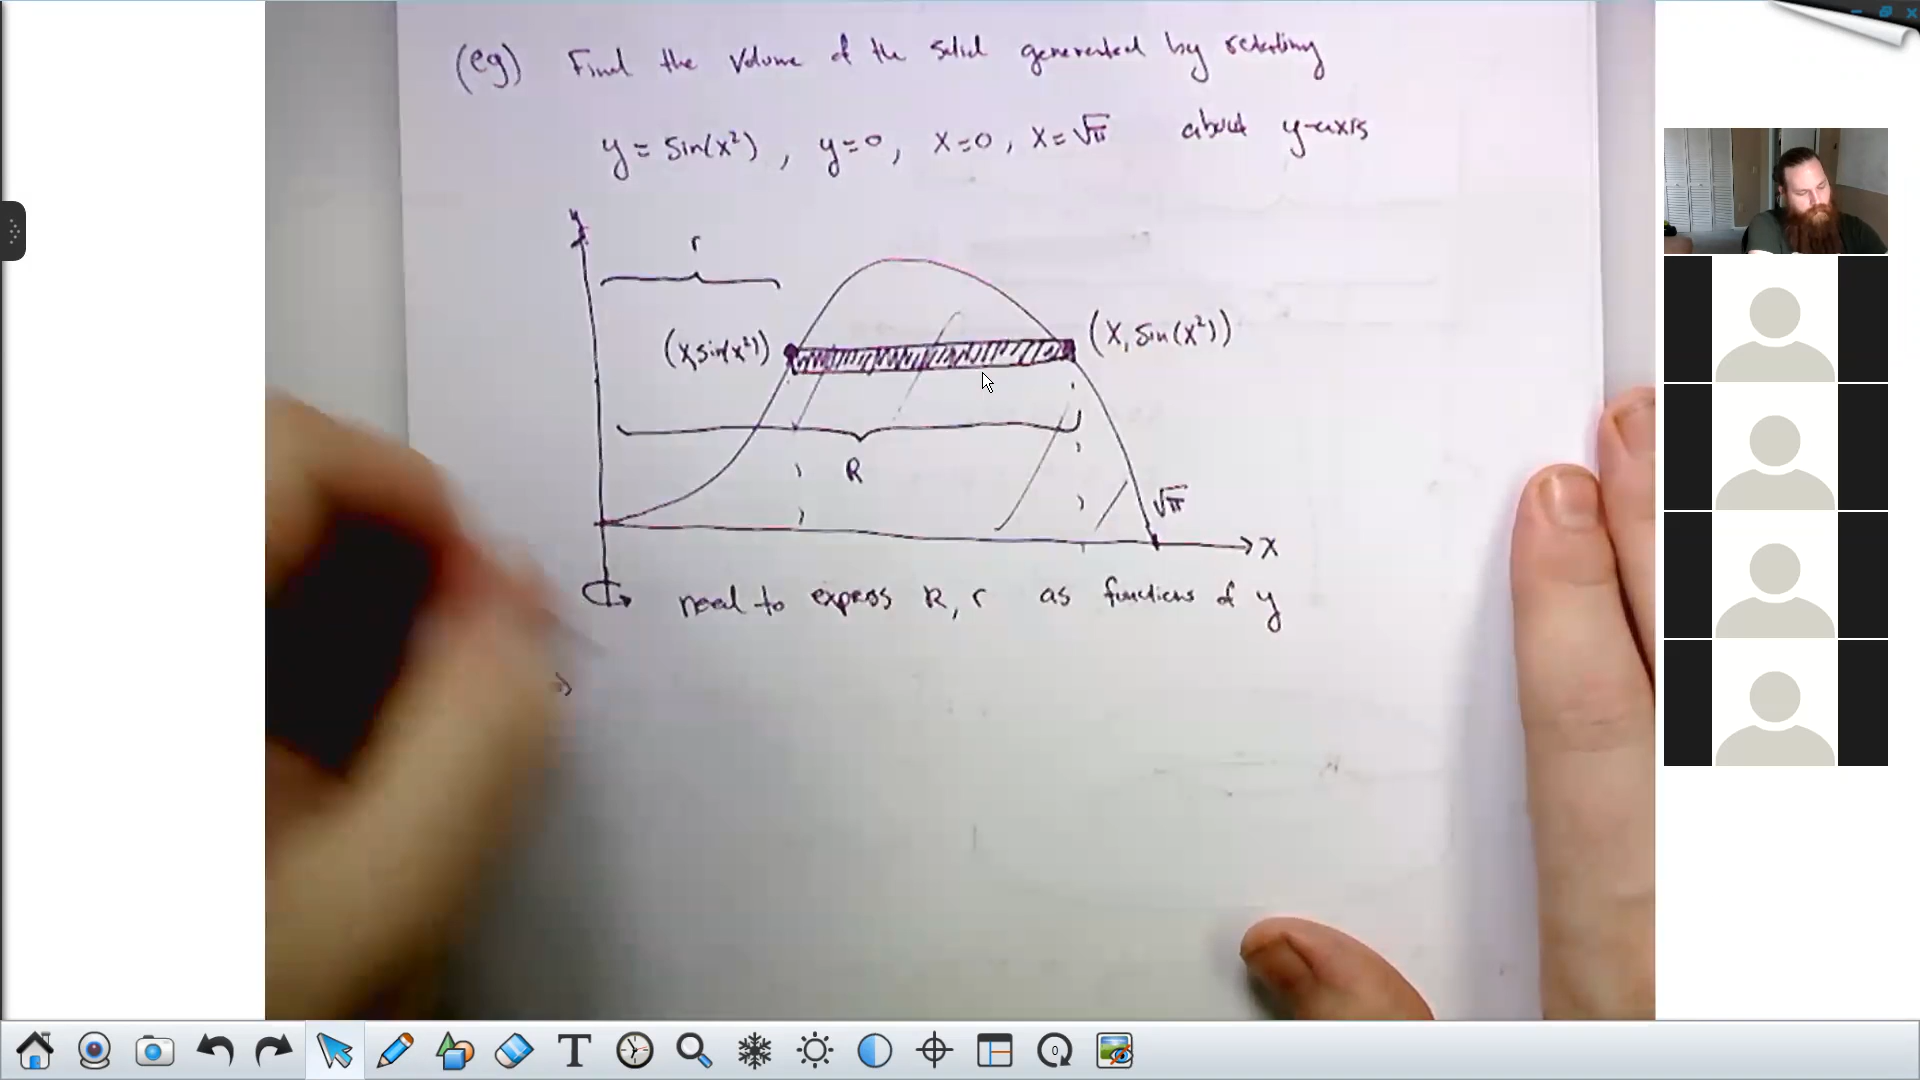 (eg) Find the Volume of the solid generated by rotating
y = sin(x²) , y=0, x=0, x=√π about y-axis
y
r
(x, sin(x²))
(x, sin(x²))
R
√π
x
need to express R, r as functions of y
⇒
T
0